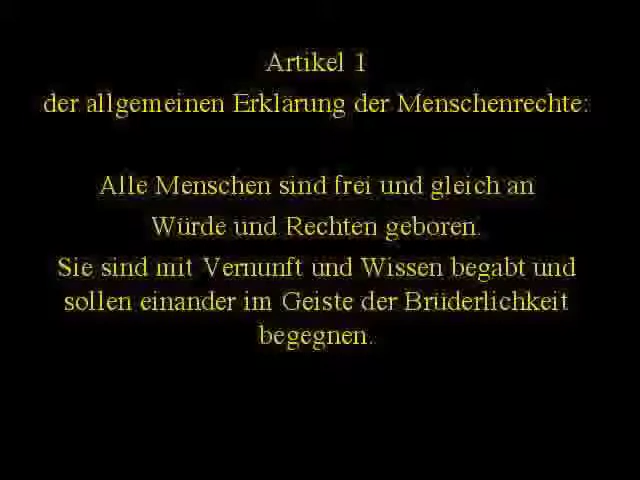 Artikel 1
der allgemeinen Erklärung der Menschenrechte:
Alle Menschen sind frei und gleich an
Würde und Rechten geboren.
Sie sind mit Vernunft und Wissen begabt und
sollen einander im Geiste der Brüderlichkeit
begegnen.